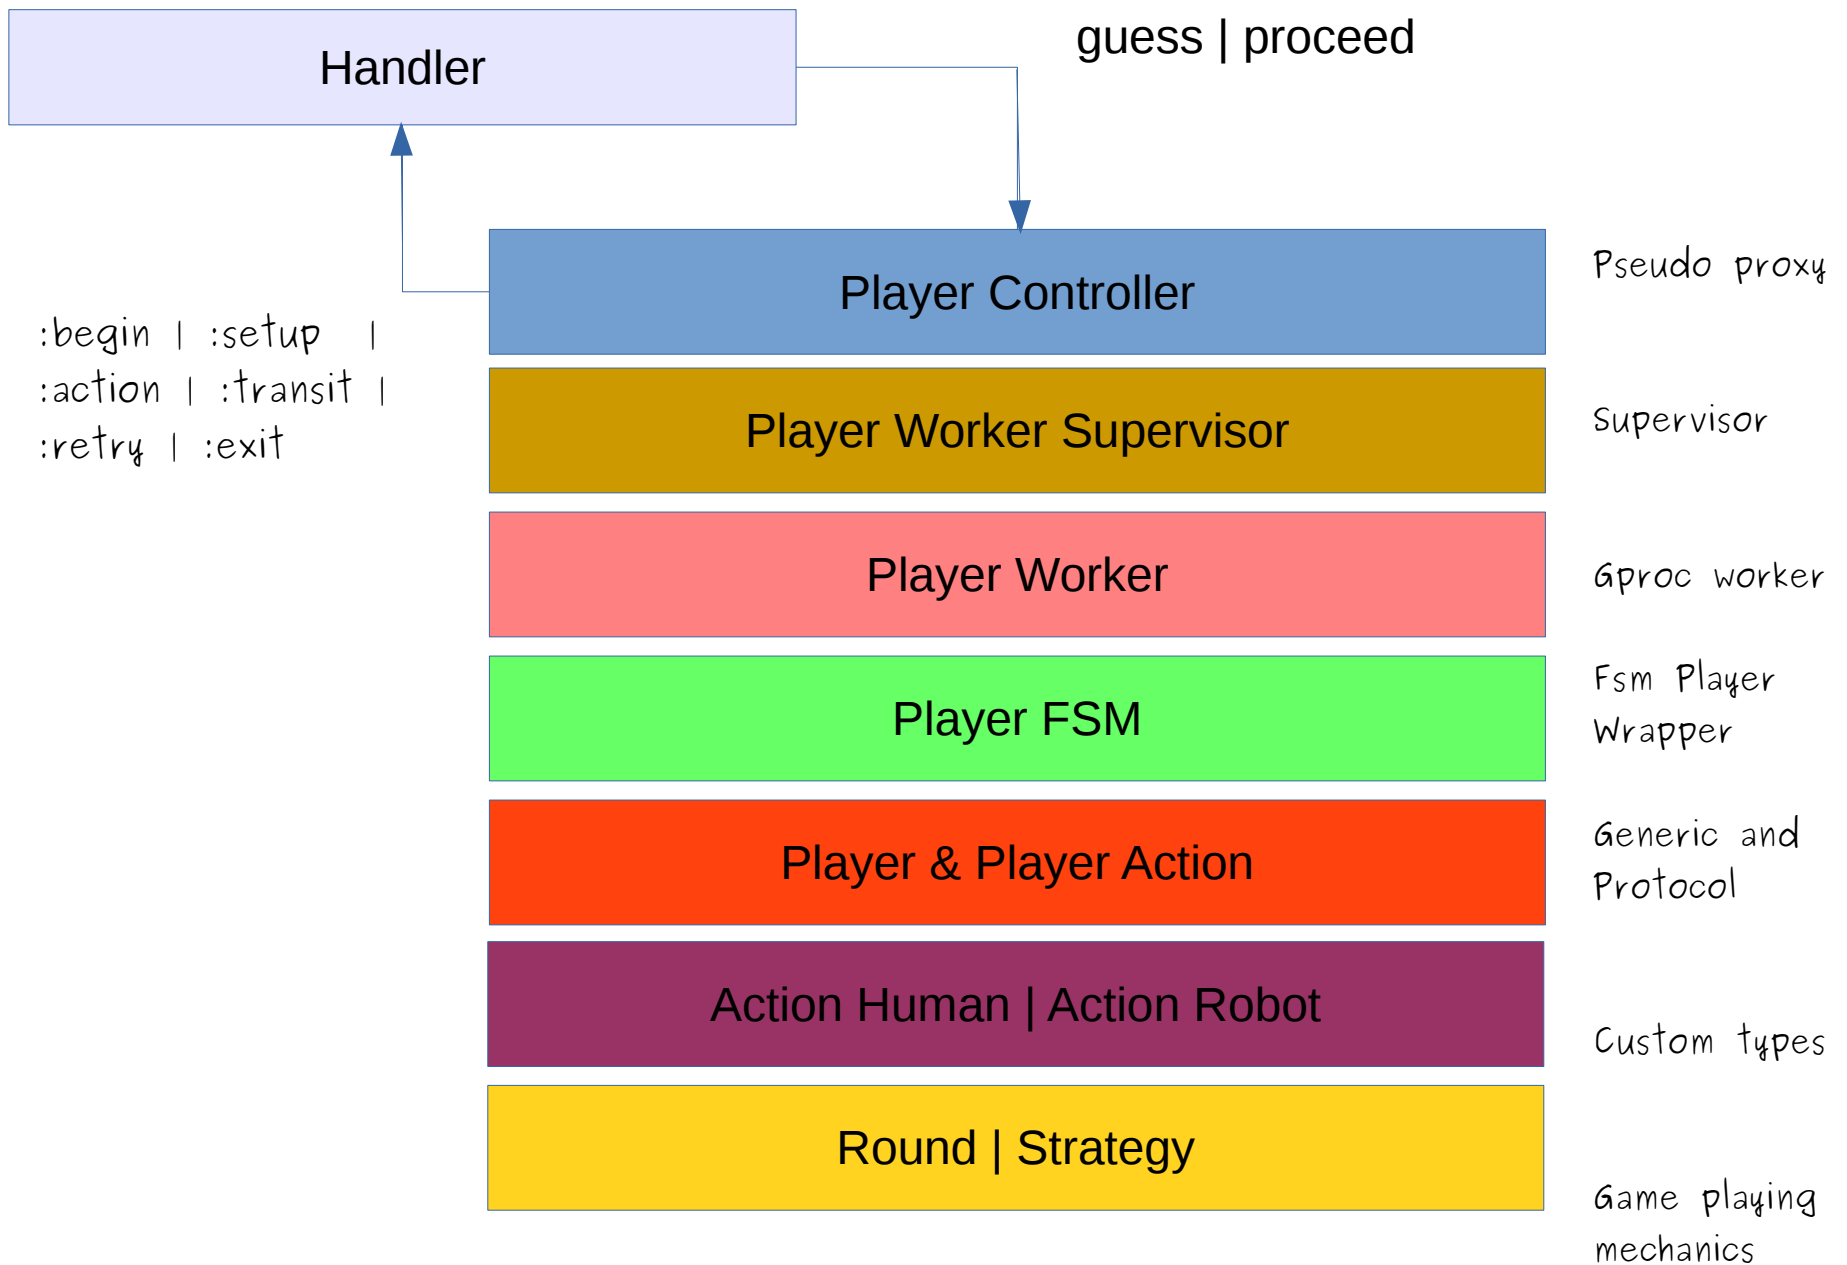 Handler
guess | proceed
Player Controller
Pseudo proxy
:begin | :setup |
:action | :transit |
:retry | :exit
Player Worker Supervisor
Supervisor
Player Worker
Gproc worker
Player FSM
Fsm Player
Wrapper
Player & Player Action
Generic and
Protocol
Action Human | Action Robot
Custom types
Round | Strategy
Game playing
mechanics